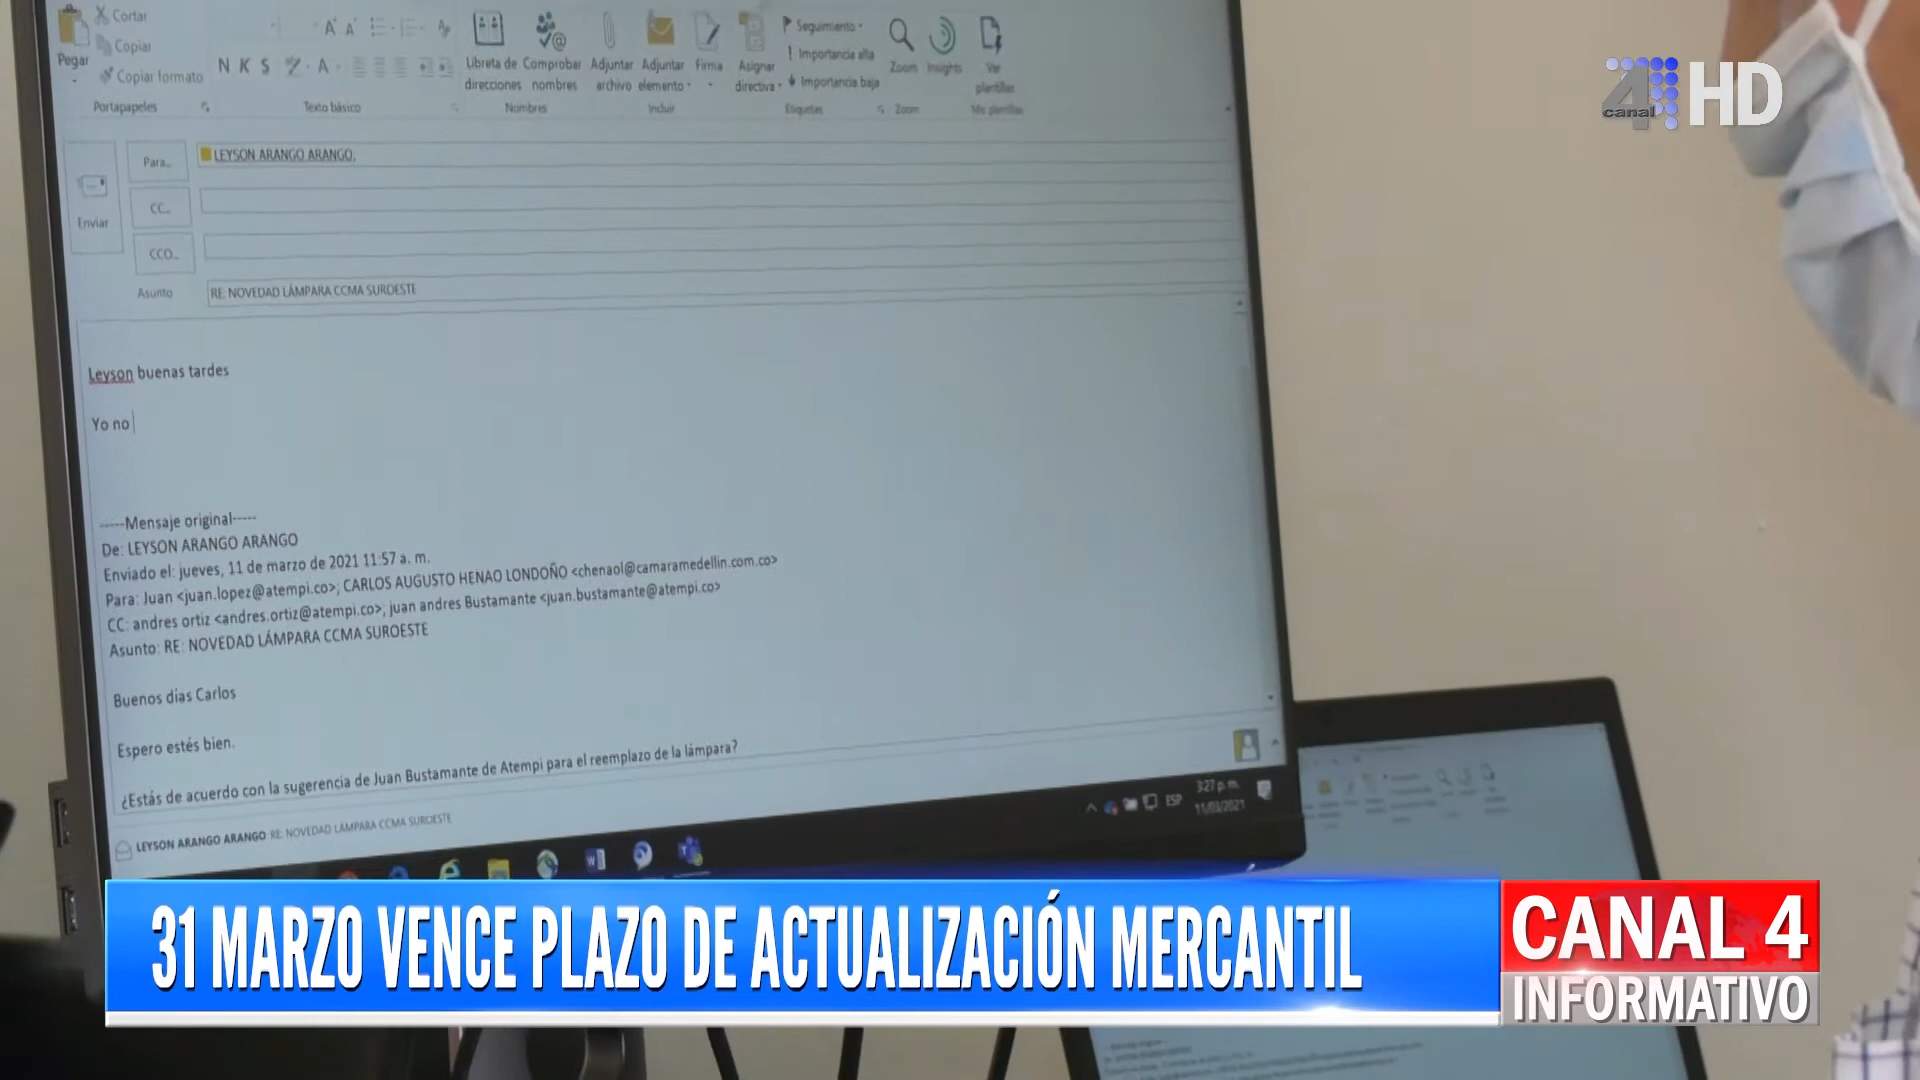 Cortar
Copiar
Copiar formato
Pegar
Portapapeles
N K S
Texto básico
Libreta de direcciones
Comprobar nombres
Nombres
Adjuntar archivo
Adjuntar elemento
Firma
Incluir
Asignar directiva
Seguimiento
Importancia alta
Importancia baja
Etiquetas
Zoom
Zoom
Insights
Ver plantillas
Mis plantillas
canal 4 HD
Enviar
Para...
LEYSON ARANGO ARANGO;
CC...
CCO...
Asunto
RE: NOVEDAD LÁMPARA CCMA SUROESTE
Leyson buenas tardes
Yo no
-----Mensaje original-----
De: LEYSON ARANGO ARANGO
Enviado el: jueves, 11 de marzo de 2021 11:57 a. m.
Para: Juan <juan.lopez@atempi.co>; CARLOS AUGUSTO HENAO LONDOÑO <chenaol@camaramedellin.com.co>
CC: andres ortiz <andres.ortiz@atempi.co>; juan andres Bustamante <juan.bustamante@atempi.co>
Asunto: RE: NOVEDAD LÁMPARA CCMA SUROESTE
Buenos días Carlos
Espero estés bien.
¿Estás de acuerdo con la sugerencia de Juan Bustamante de Atempi para el reemplazo de la lámpara?
LEYSON ARANGO ARANGO RE: NOVEDAD LÁMPARA CCMA SUROESTE
ESP
3:27 p. m.
11/03/2021
31 MARZO VENCE PLAZO DE ACTUALIZACIÓN MERCANTIL
CANAL 4
INFORMATIVO